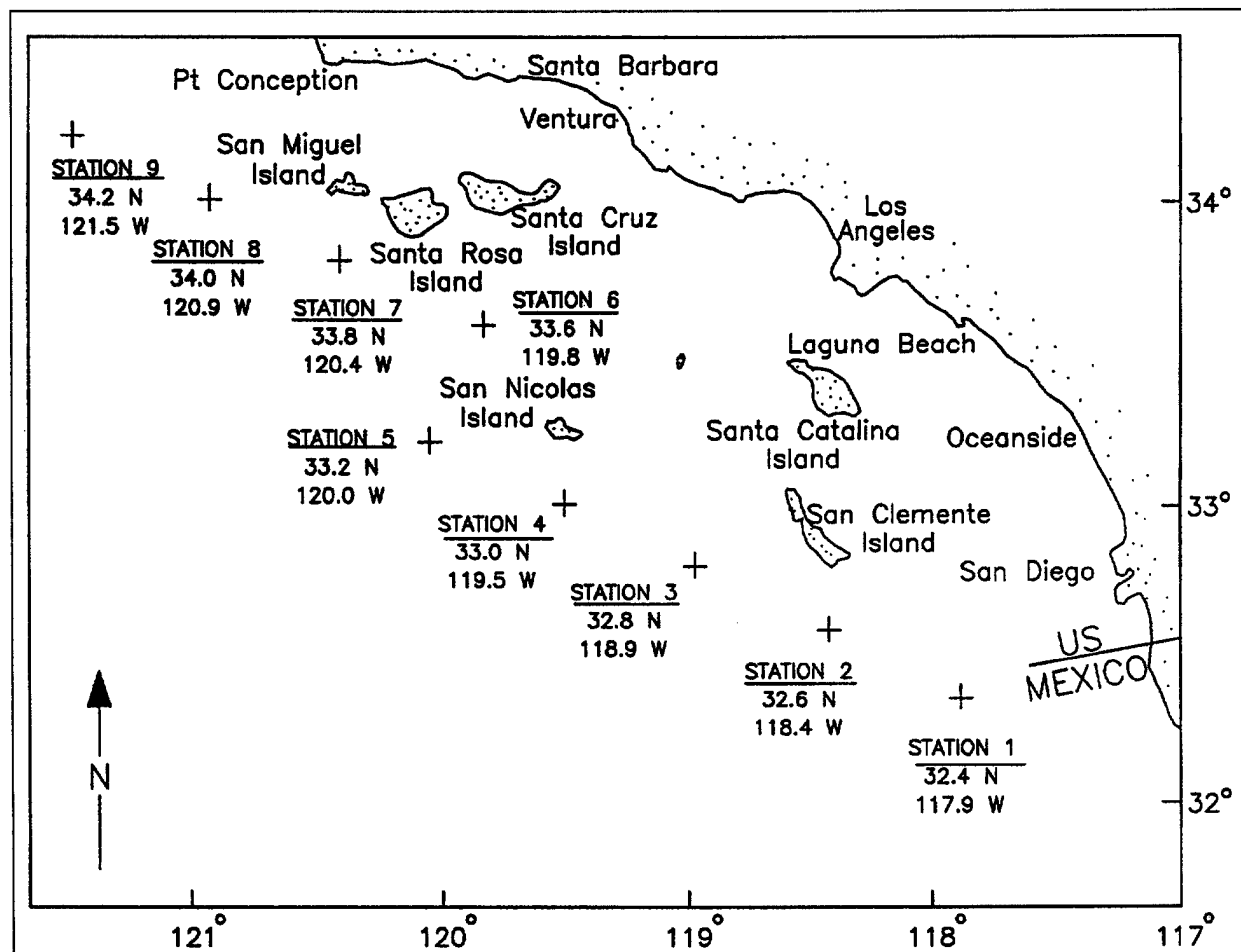 Pt Conception
Santa Barbara
Ventura
San Miguel
Island
STATION 9
34.2 N
121.5 W
Santa Cruz
Island
Los
Angeles
34°
STATION 8
34.0 N
120.9 W
Santa Rosa
Island
STATION 7
33.8 N
120.4 W
STATION 6
33.6 N
119.8 W
Laguna Beach
San Nicolas
Island
Santa Catalina
Island
Oceanside
STATION 5
33.2 N
120.0 W
33°
STATION 4
33.0 N
119.5 W
San Clemente
Island
San Diego
STATION 3
32.8 N
118.9 W
US
MEXICO
STATION 2
32.6 N
118.4 W
STATION 1
32.4 N
117.9 W
N
32°
121°
120°
119°
118°
117°